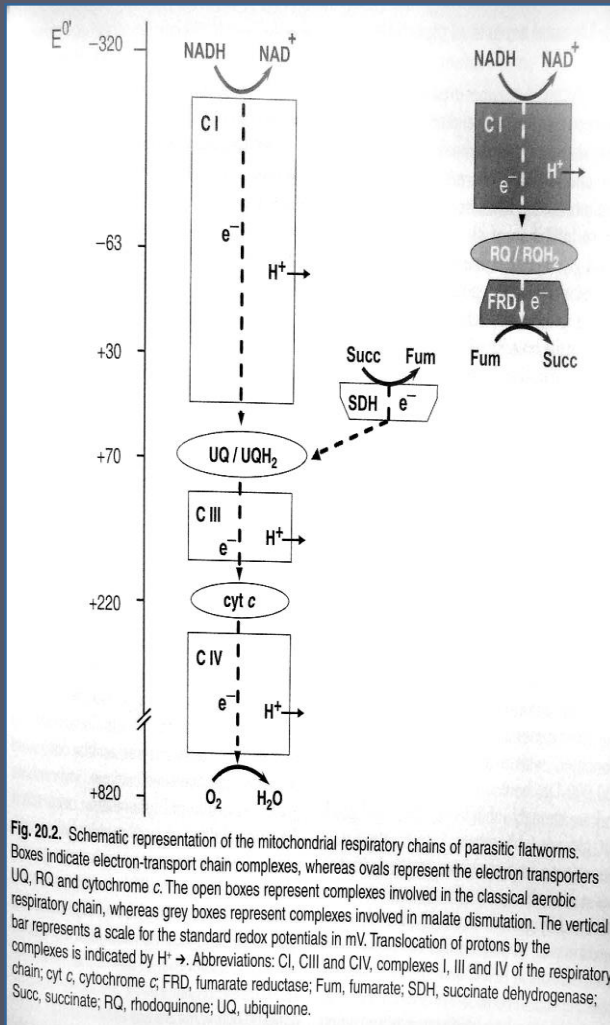 E⁰'
−320
NADH NAD⁺
C I
e⁻
H⁺
−63
+30
Succ Fum
SDH e⁻
UQ / UQH₂
+70
C III
e⁻ H⁺
cyt c
+220
C IV
e⁻ H⁺
O₂ H₂O
+820
NADH NAD⁺
C I
H⁺
e⁻
RQ / RQH₂
FRD e⁻
Fum Succ
Fig. 20.2. Schematic representation of the mitochondrial respiratory chains of parasitic flatworms.
Boxes indicate electron-transport chain complexes, whereas ovals represent the electron transporters
UQ, RQ and cytochrome c. The open boxes represent complexes involved in the classical aerobic
respiratory chain, whereas grey boxes represent complexes involved in malate dismutation. The vertical
bar represents a scale for the standard redox potentials in mV. Translocation of protons by the
complexes is indicated by H⁺ →. Abbreviations: CI, CIII and CIV, complexes I, III and IV of the respiratory
chain; cyt c, cytochrome c; FRD, fumarate reductase; Fum, fumarate; SDH, succinate dehydrogenase;
Succ, succinate; RQ, rhodoquinone; UQ, ubiquinone.